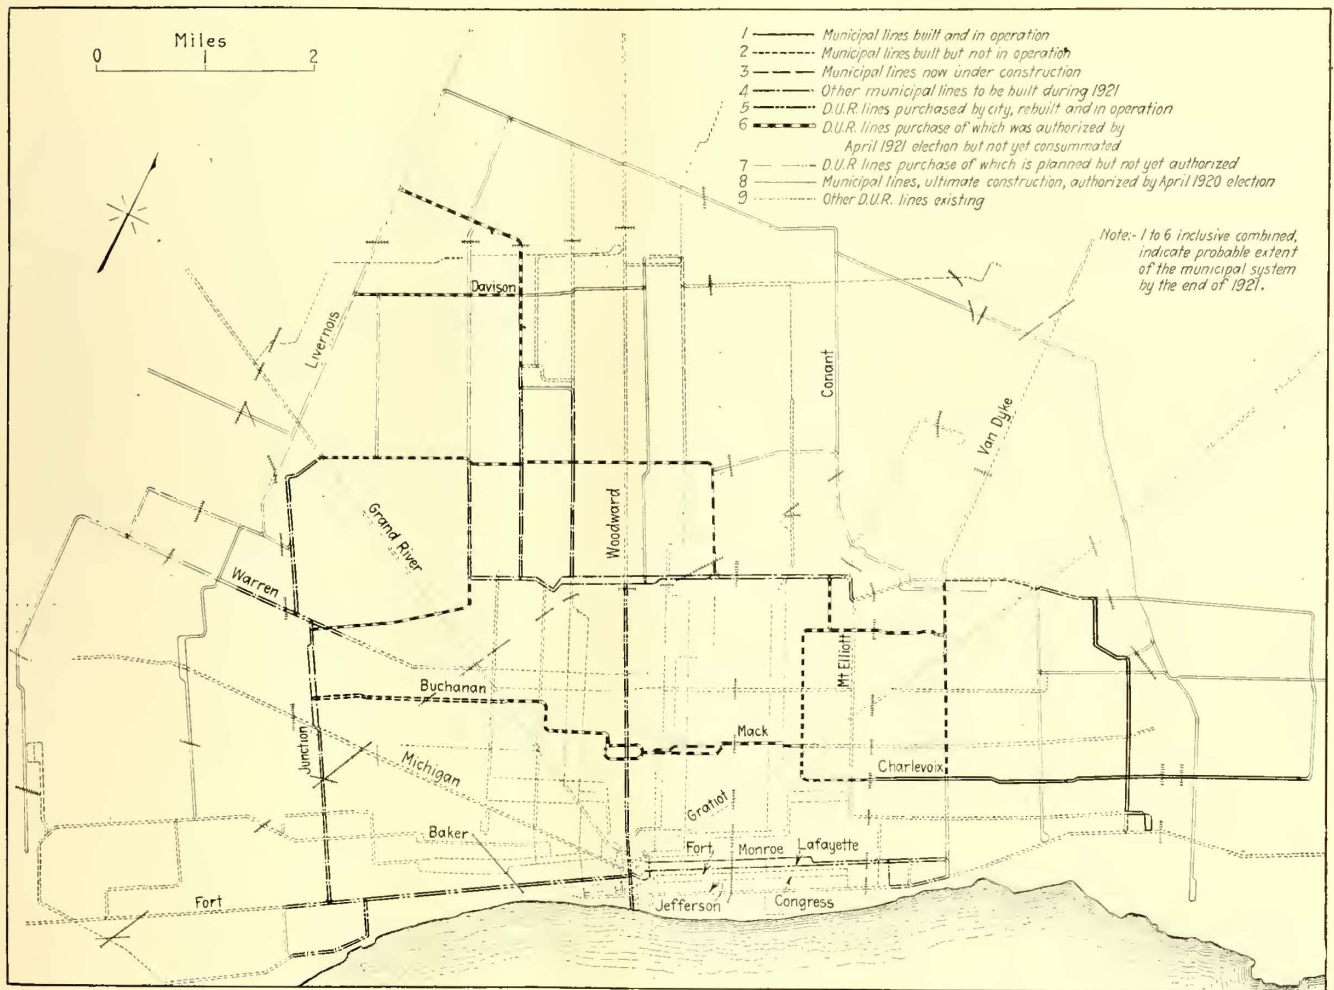 Miles
0 1 2
1 Municipal lines built and in operation
2 Municipal lines built but not in operation
3 Municipal lines now under construction
4 Other municipal lines to be built during 1921
5 D.U.R. lines purchased by city, rebuilt and in operation
6 D.U.R. lines purchase of which was authorized by
April 1921 election but not yet consummated
7 D.U.R lines purchase of which is planned but not yet authorized
8 Municipal lines, ultimate construction, authorized by April 1920 election
9 Other D.U.R. lines existing
Note:- 1 to 6 inclusive combined,
indicate probable extent
of the municipal system
by the end of 1921.
Davison
Livernois
Conant
Van Dyke
Grand River
Woodward
Warren
Mt Elliott
Buchanan
Junction
Mack
Michigan
Charlevoix
Gratiot
Baker
Fort
Monroe
Lafayette
Fort
Jefferson
Congress